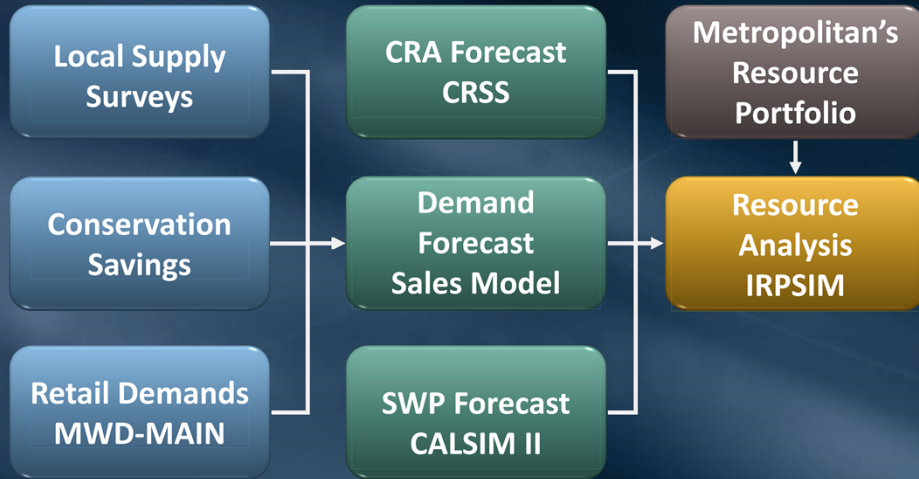 Local Supply
Surveys
CRA Forecast
CRSS
Metropolitan’s
Resource
Portfolio
Conservation
Savings
Demand
Forecast
Sales Model
Resource
Analysis
IRPSIM
Retail Demands
MWD-MAIN
SWP Forecast
CALSIM II